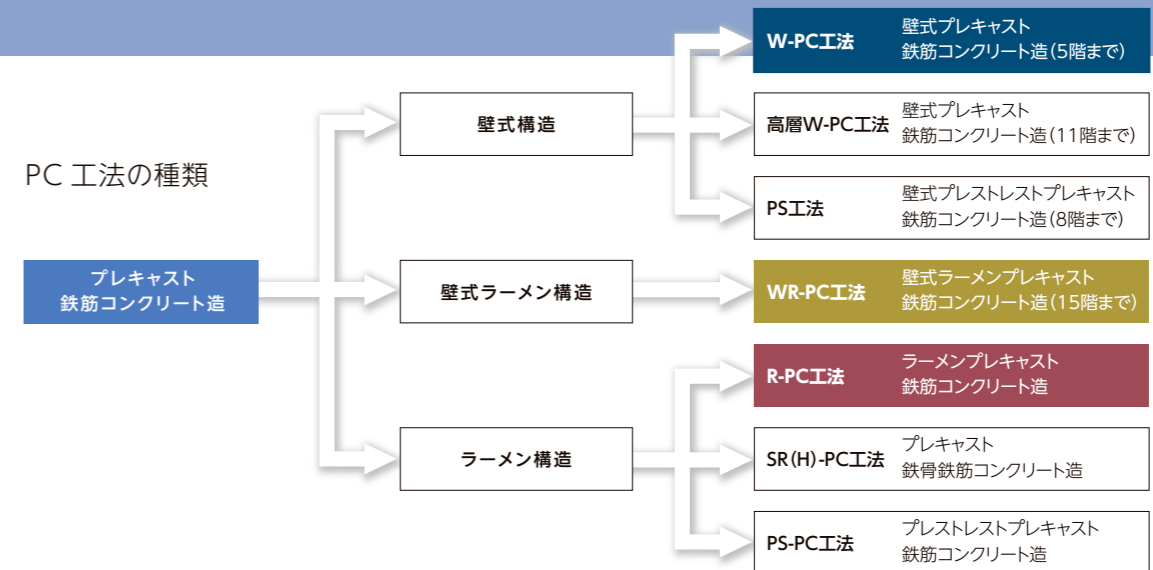 PC 工法の種類
プレキャスト
鉄筋コンクリート造
壁式構造
W-PC工法
壁式プレキャスト
鉄筋コンクリート造(5階まで)
高層W-PC工法
壁式プレキャスト
鉄筋コンクリート造(11階まで)
PS工法
壁式プレストレストプレキャスト
鉄筋コンクリート造(8階まで)
壁式ラーメン構造
WR-PC工法
壁式ラーメンプレキャスト
鉄筋コンクリート造(15階まで)
ラーメン構造
R-PC工法
ラーメンプレキャスト
鉄筋コンクリート造
SR(H)-PC工法
プレキャスト
鉄骨鉄筋コンクリート造
PS-PC工法
プレストレストプレキャスト
鉄筋コンクリート造